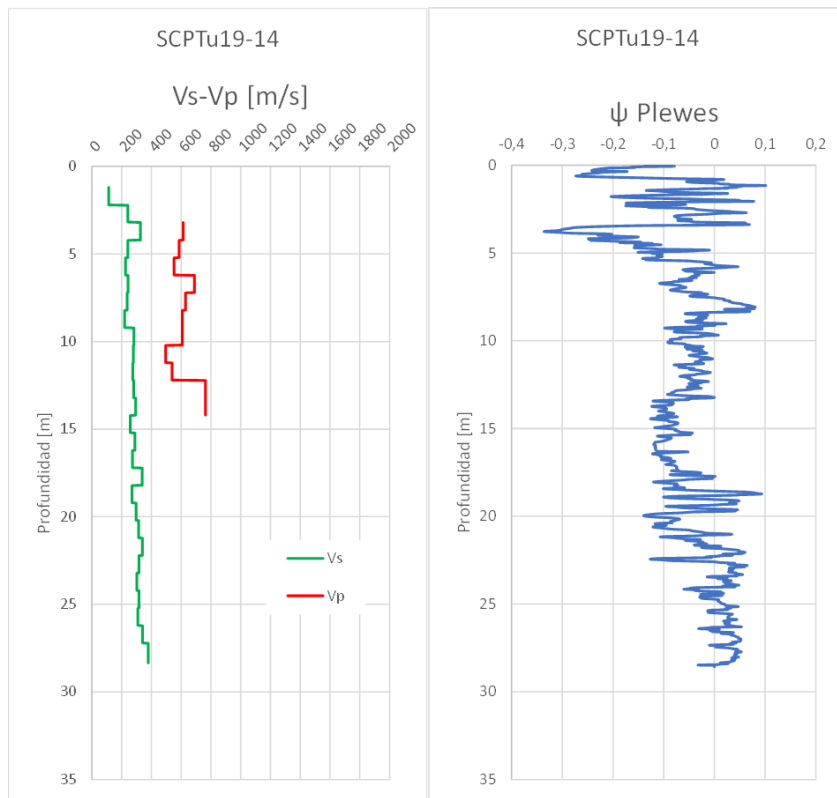 SCPTu19-14
Vs-Vp [m/s]
0 200 400 600 800 1000 1200 1400 1600 1800 2000
0
5
10
15
20
25
30
35
Profundidad [m]
Vs
Vp
SCPTu19-14
ψ Plewes
-0,4 -0,3 -0,2 -0,1 0 0,1 0,2
0
5
10
15
20
25
30
35
Profundidad [m]